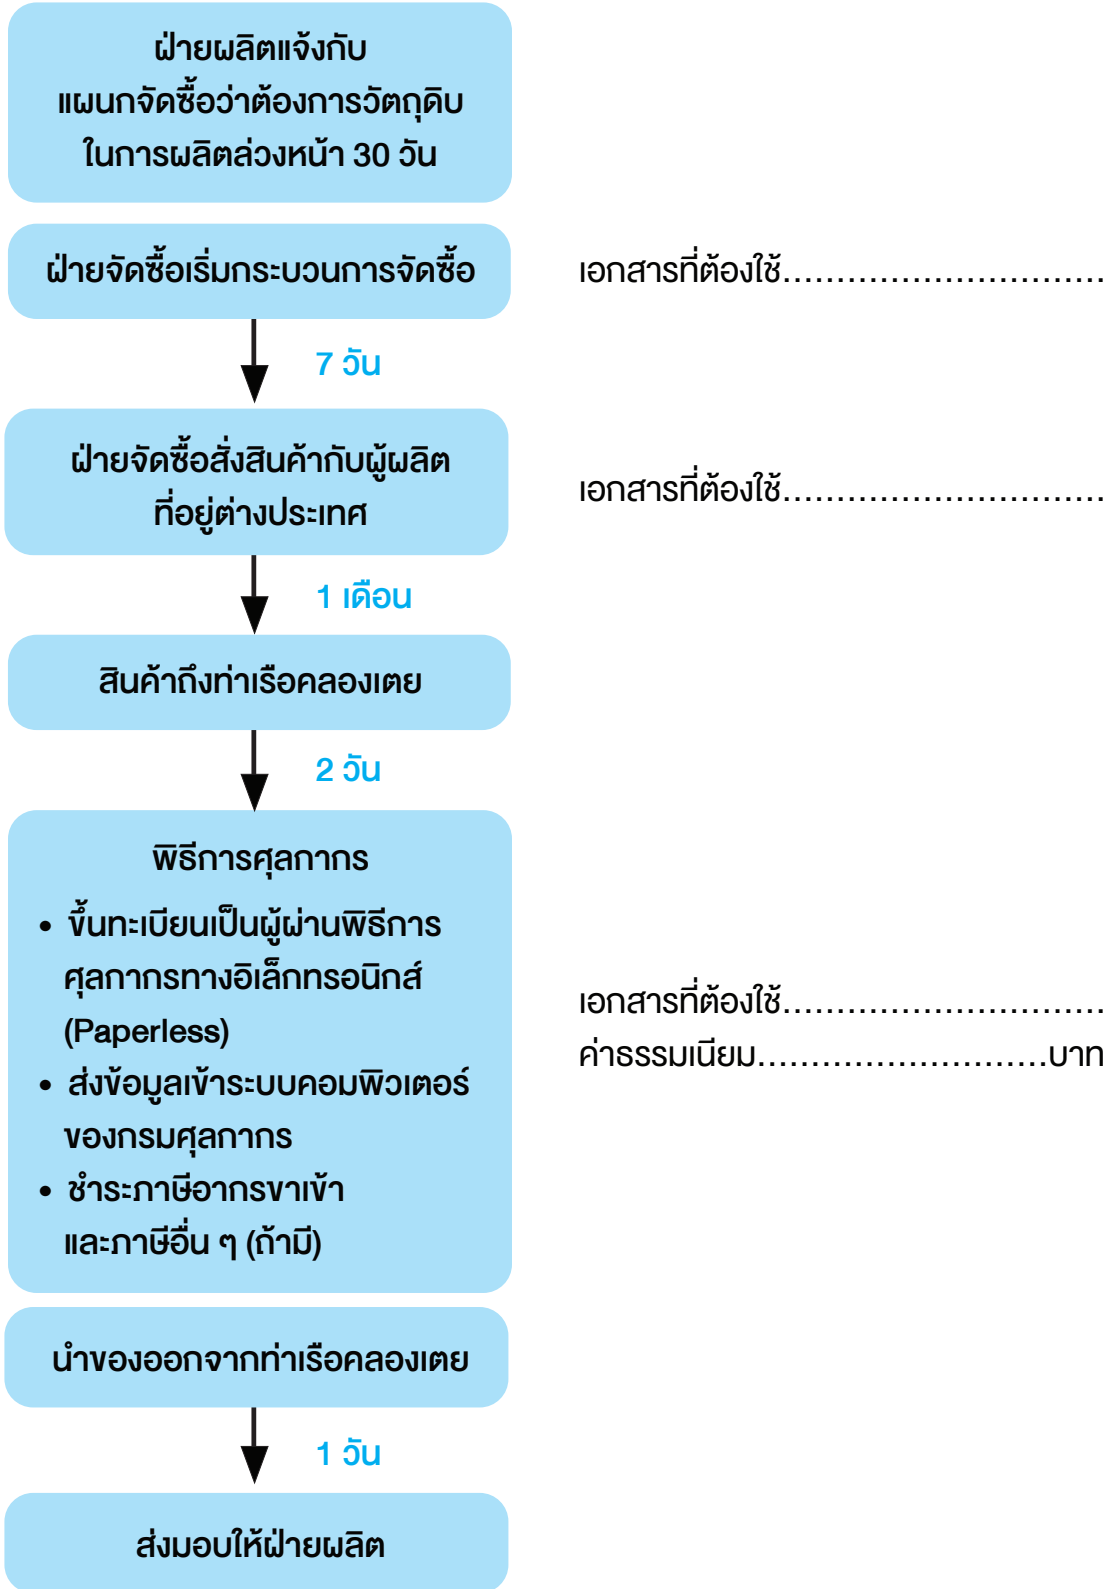 ฝ่ายผลิตแจ้งกับ
แผนกจัดซื้อว่าต้องการวัตถุดิบ
ในการผลิตล่วงหน้า 30 วัน
ฝ่ายจัดซื้อเริ่มกระบวนการจัดซื้อ
เอกสารที่ต้องใช้..............................
7 วัน
ฝ่ายจัดซื้อสั่งสินค้ากับผู้ผลิต
ที่อยู่ต่างประเทศ
เอกสารที่ต้องใช้..............................
1 เดือน
สินค้าถึงท่าเรือคลองเตย
2 วัน
พิธีการศุลกากร
• ขึ้นทะเบียนเป็นผู้ผ่านพิธีการ
ศุลกากรทางอิเล็กทรอนิกส์
(Paperless)
• ส่งข้อมูลเข้าระบบคอมพิวเตอร์
ของกรมศุลกากร
• ชำระภาษีอากรขาเข้า
และภาษีอื่น ๆ (ถ้ามี)
เอกสารที่ต้องใช้..............................
ค่าธรรมเนียม...........................บาท
นำของออกจากท่าเรือคลองเตย
1 วัน
ส่งมอบให้ฝ่ายผลิต